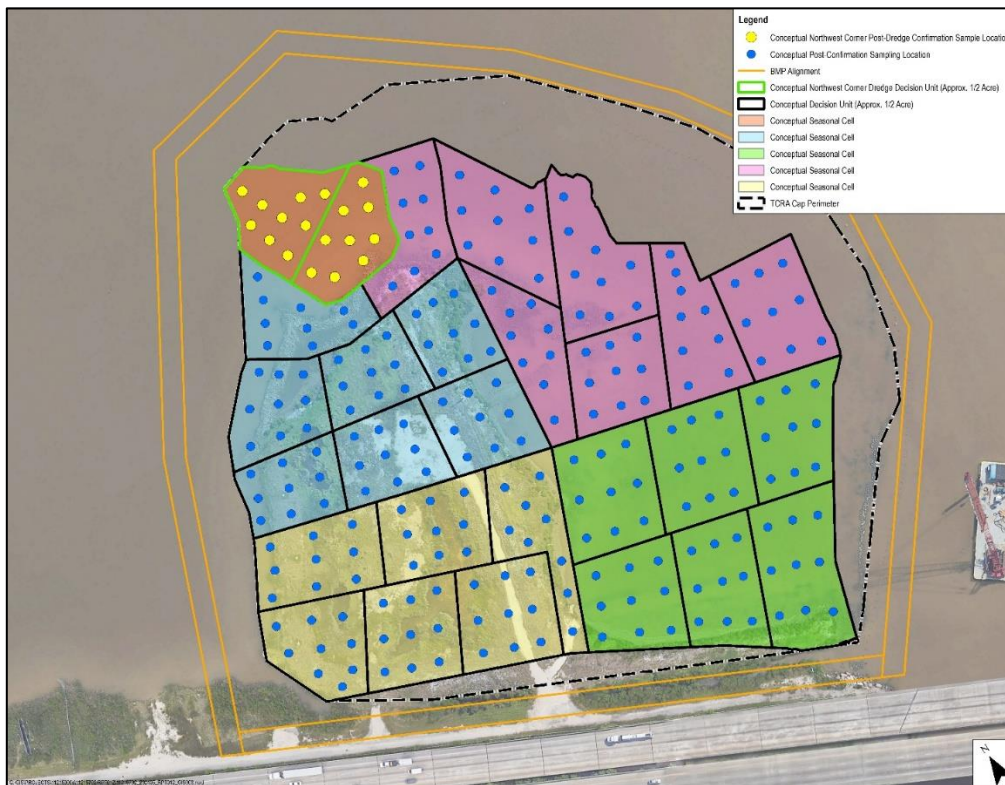 Legend
Conceptual Northwest Corner Post-Dredge Confirmation Sample Locatio
Conceptual Post-Confirmation Sampling Location
BMP Alignment
Conceptual Northwest Corner Dredge Decision Unit (Approx. 1/2 Acre)
Conceptual Decision Unit (Approx. 1/2 Acre)
Conceptual Seasonal Cell
Conceptual Seasonal Cell
Conceptual Seasonal Cell
Conceptual Seasonal Cell
Conceptual Seasonal Cell
TCRA Cap Perimeter
N